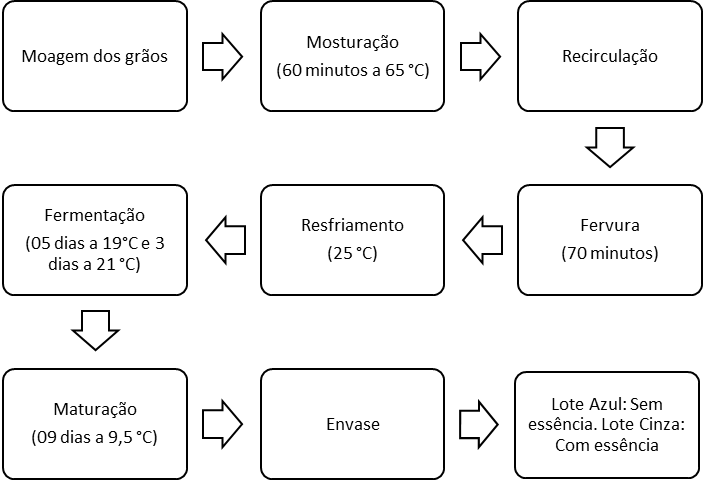 Moagem dos grãos
Mosturação
(60 minutos a 65 °C)
Recirculação
Fervura
(70 minutos)
Resfriamento
(25 °C)
Fermentação
(05 dias a 19°C e 3
dias a 21 °C)
Maturação
(09 dias a 9,5 °C)
Envase
Lote Azul: Sem
essência. Lote Cinza:
Com essência